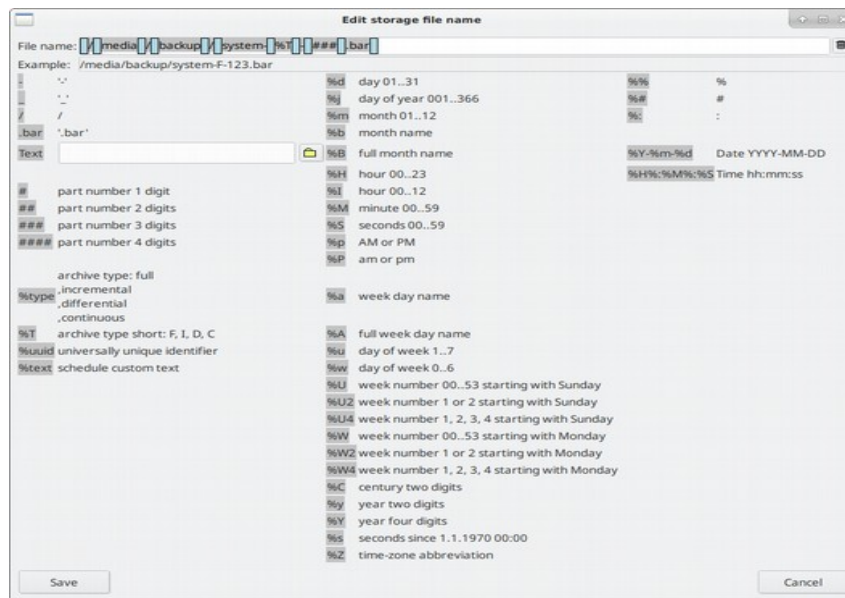 Edit storage file name
File name: / media / backup / system- %T - ### .bar
Example: /media/backup/system-F-123.bar
- '-'
_ '_'
/ /
.bar '.bar'
Text
# part number 1 digit
## part number 2 digits
### part number 3 digits
#### part number 4 digits
%type archive type: full
,incremental
,differential
,continuous
%T archive type short: F, I, D, C
%uuid universally unique identifier
%text schedule custom text
%d day 01..31
%j day of year 001..366
%m month 01..12
%b month name
%B full month name
%H hour 00..23
%I hour 00..12
%M minute 00..59
%S seconds 00..59
%p AM or PM
%P am or pm
%a week day name
%A full week day name
%u day of week 1..7
%w day of week 0..6
%U week number 00..53 starting with Sunday
%U2 week number 1 or 2 starting with Sunday
%U4 week number 1, 2, 3, 4 starting with Sunday
%W week number 00..53 starting with Monday
%W2 week number 1 or 2 starting with Monday
%W4 week number 1, 2, 3, 4 starting with Monday
%C century two digits
%y year two digits
%Y year four digits
%s seconds since 1.1.1970 00:00
%Z time-zone abbreviation
%% %
%# #
%: :
%Y-%m-%d Date YYYY-MM-DD
%H%:%M%:%S Time hh:mm:ss
Save
Cancel